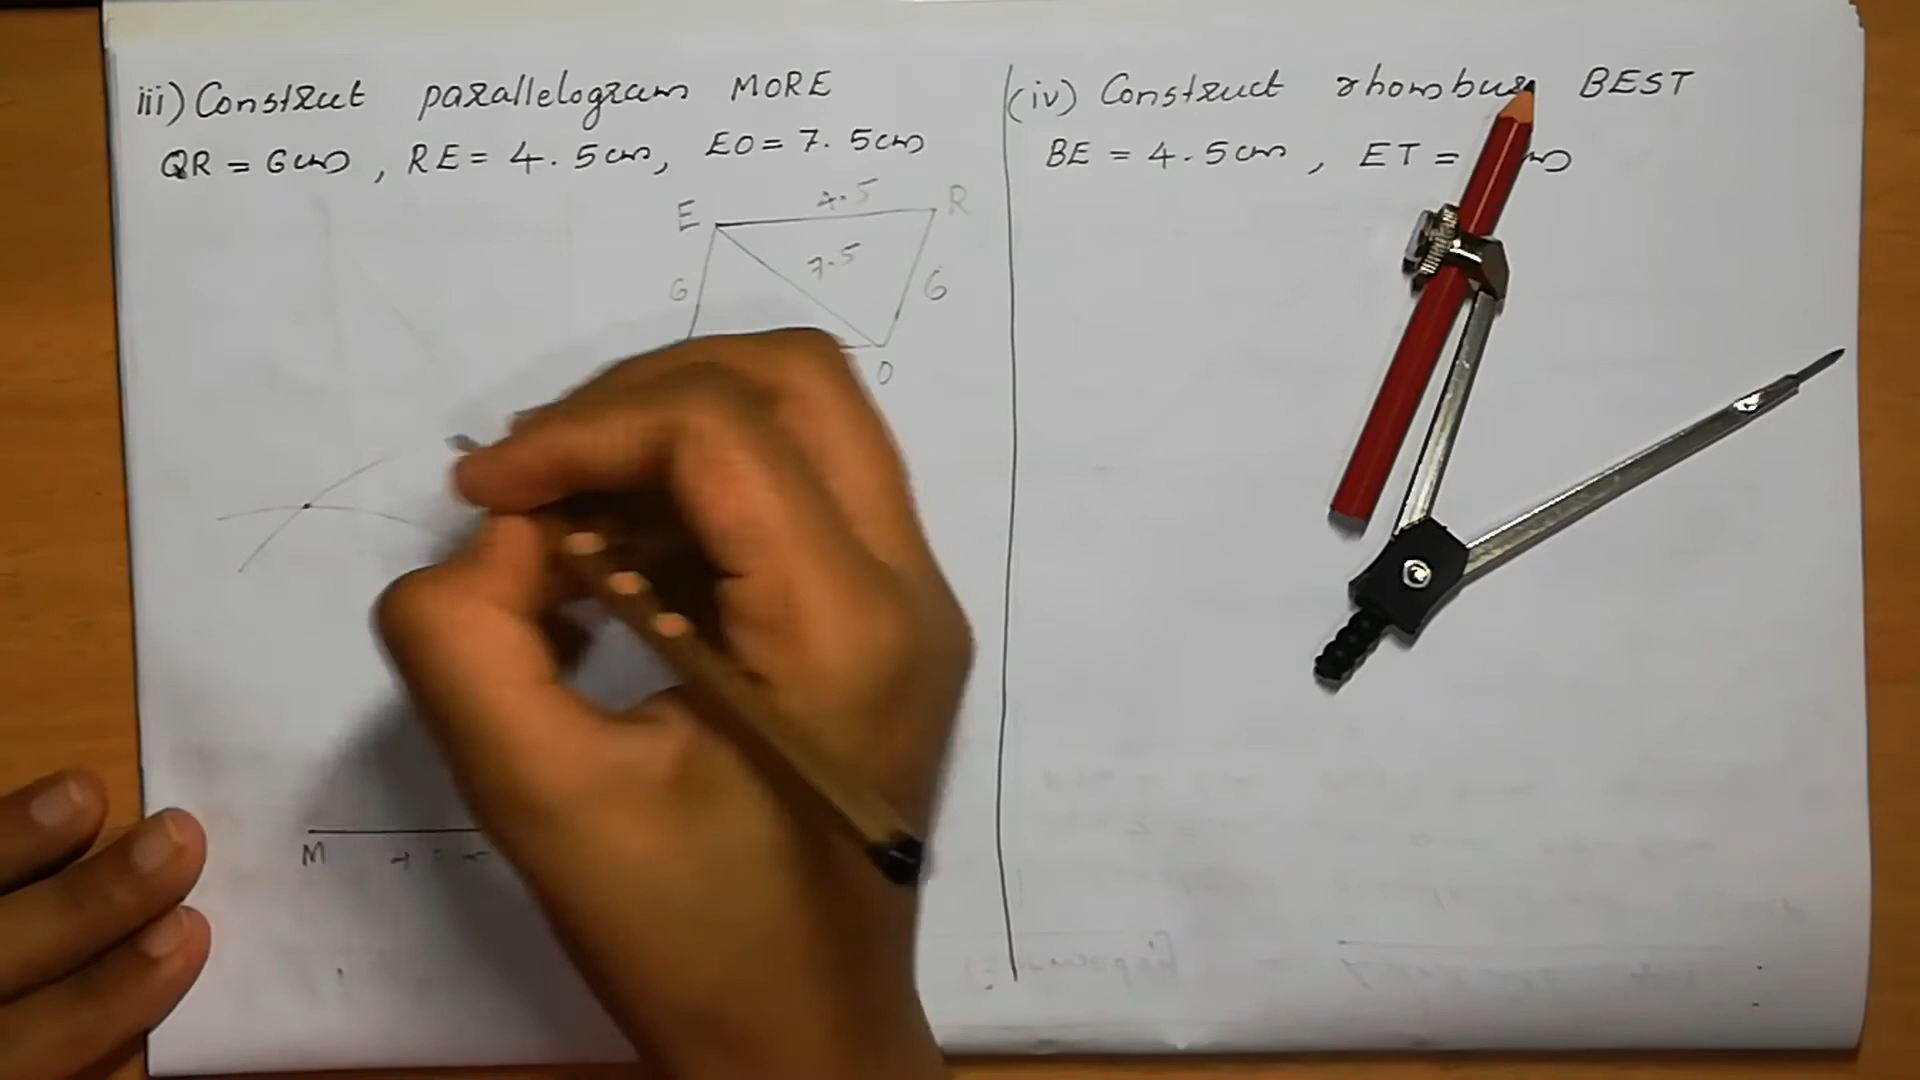 iii) Construct parallelogram MORE
QR = 6cm, RE = 4.5cm, EO = 7.5cm
E 4.5 R
7.5
6 6
O
M
(iv) Construct rhombus BEST
BE = 4.5cm, ET =